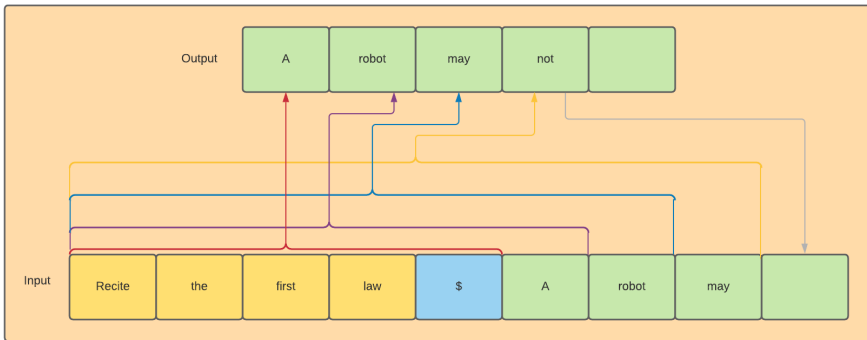 Output A robot may not
Input Recite the first law $ A robot may